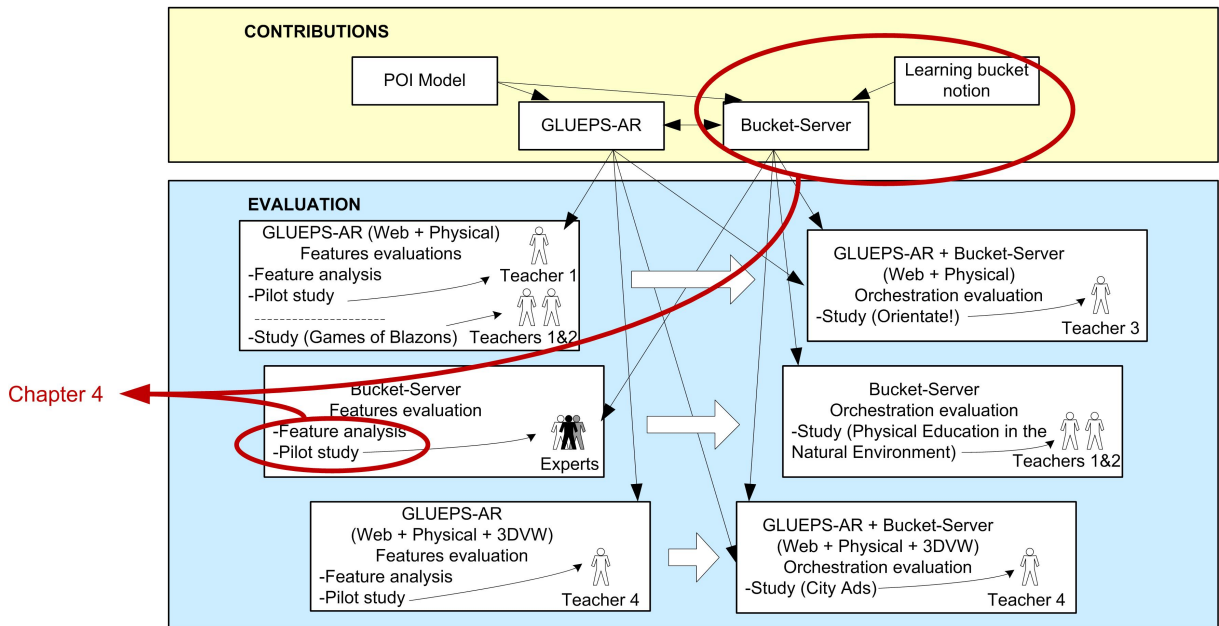 CONTRIBUTIONS
POI Model
Learning bucket
notion
GLUEPS-AR
Bucket-Server
EVALUATION
GLUEPS-AR (Web + Physical)
Features evaluations
-Feature analysis
-Pilot study
Teacher 1
--------------------
-Study (Games of Blazons)
Teachers 1&2
GLUEPS-AR + Bucket-Server
(Web + Physical)
Orchestration evaluation
-Study (Orientate!)
Teacher 3
Chapter 4
Bucket-Server
Features evaluation
-Feature analysis
-Pilot study
Experts
Bucket-Server
Orchestration evaluation
-Study (Physical Education in the
Natural Environment)
Teachers 1&2
GLUEPS-AR
(Web + Physical + 3DVW)
Features evaluation
-Feature analysis
-Pilot study
Teacher 4
GLUEPS-AR + Bucket-Server
(Web + Physical + 3DVW)
Orchestration evaluation
-Study (City Ads)
Teacher 4